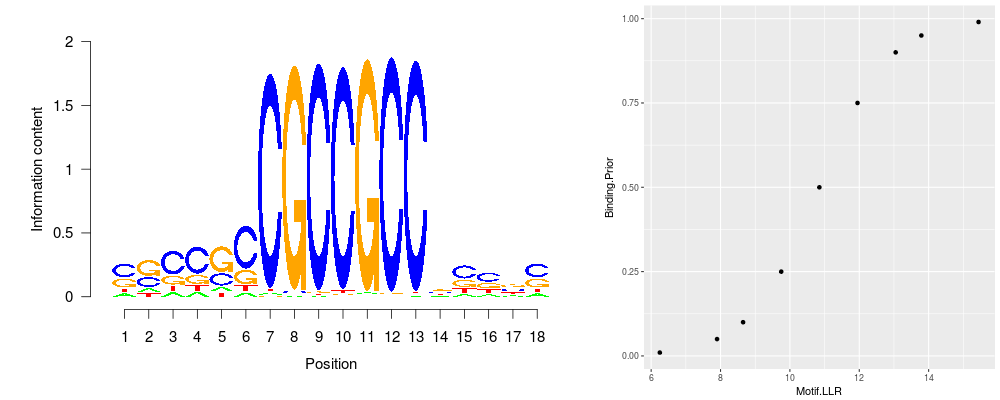 2
1.5
1
0.5
0
Information content
C G C C G C C G C C G C C C C
G C G G C G G G G
1 2 3 4 5 6 7 8 9 10 11 12 13 14 15 16 17 18
Position
1.00
0.75
0.50
0.25
0.00
Binding.Prior
6 8 10 12 14
Motif.LLR